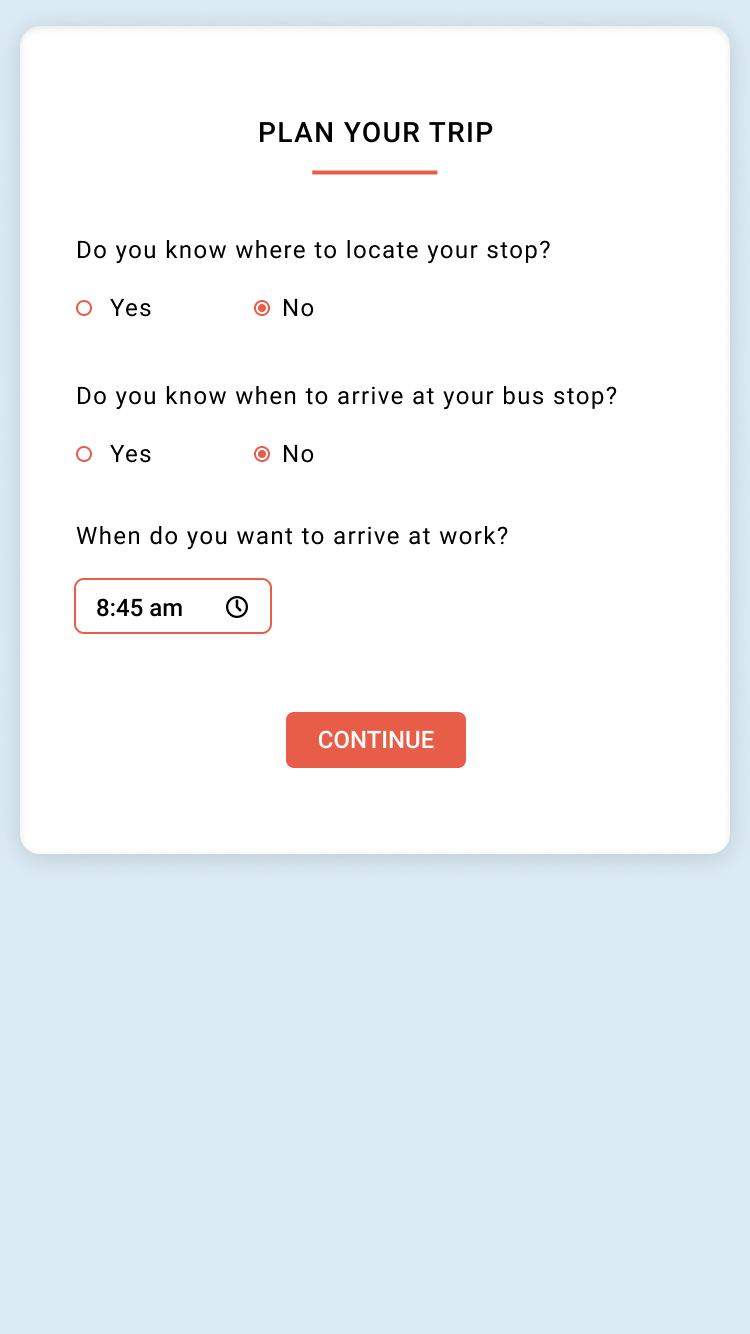 PLAN YOUR TRIP
Do you know where to locate your stop?
Yes No
Do you know when to arrive at your bus stop?
Yes No
When do you want to arrive at work?
8:45 am
CONTINUE